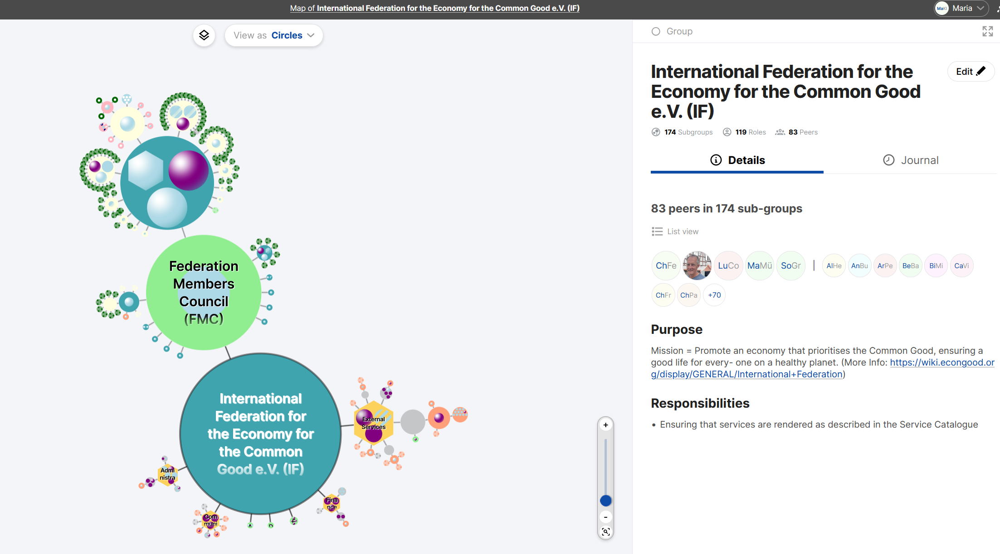 Map of International Federation for the Economy for the Common Good e.V. (IF)
MaKl Maria
View as Circles
Group
International Federation for the
Economy for the Common Good
e.V. (IF)
Edit
174 Subgroups 119 Roles 83 Peers
Details
Journal
83 peers in 174 sub-groups
List view
ChFe LuCo MaMü SoGr AlHe AnBu ArPe BeBa BiMi CaVi
ChFr ChPa +70
Purpose
Mission = Promote an economy that prioritises the Common Good, ensuring a
good life for every- one on a healthy planet. (More Info: https://wiki.econgood.or
g/display/GENERAL/International+Federation)
Responsibilities
• Ensuring that services are rendered as described in the Service Catalogue
Federation
Members
Council
(FMC)
International
Federation for
the Economy for
the Common
Good e.V. (IF)
External
Services
Admi
nistra
Com
muni
Fina
nce
A
D
+
-